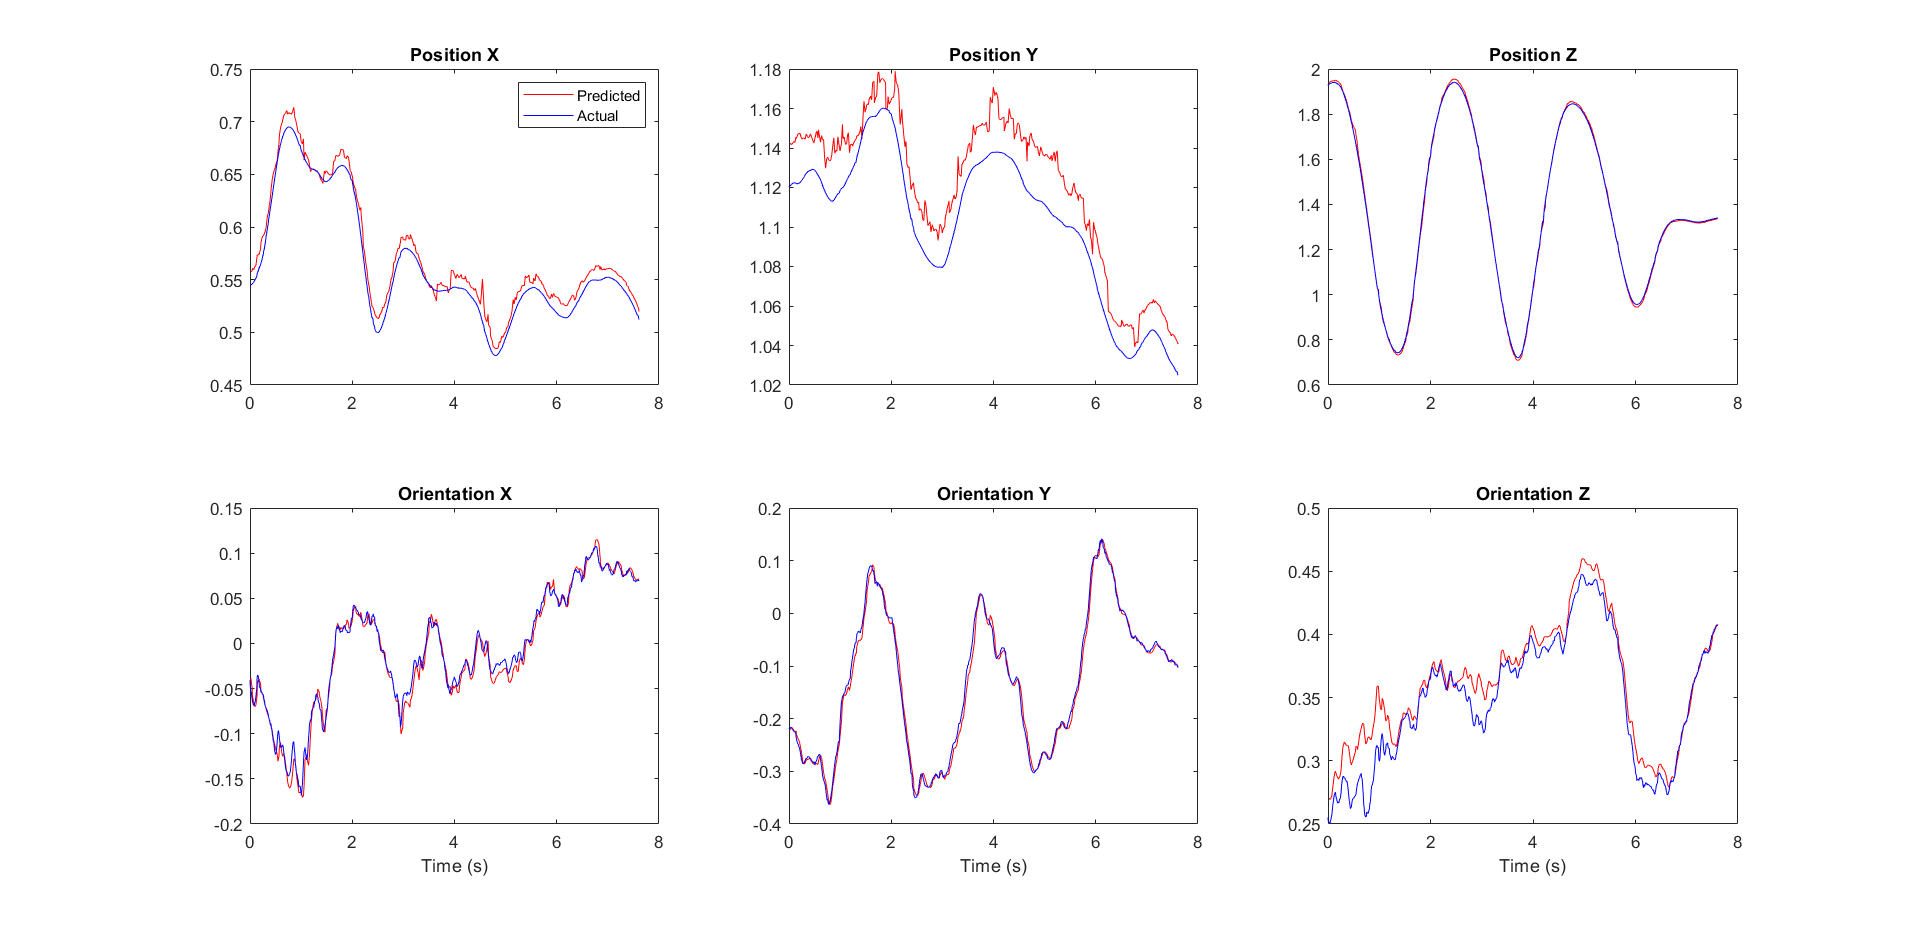 Position X
Position Y
Position Z
0.75
0.7
0.65
0.6
0.55
0.5
0.45
0 2 4 6 8
Predicted
Actual
1.18
1.16
1.14
1.12
1.1
1.08
1.06
1.04
1.02
0 2 4 6 8
2
1.8
1.6
1.4
1.2
1
0.8
0.6
0 2 4 6 8
Orientation X
Orientation Y
Orientation Z
0.15
0.1
0.05
0
-0.05
-0.1
-0.15
-0.2
0 2 4 6 8
Time (s)
0.2
0.1
0
-0.1
-0.2
-0.3
-0.4
0 2 4 6 8
Time (s)
0.5
0.45
0.4
0.35
0.3
0.25
0 2 4 6 8
Time (s)